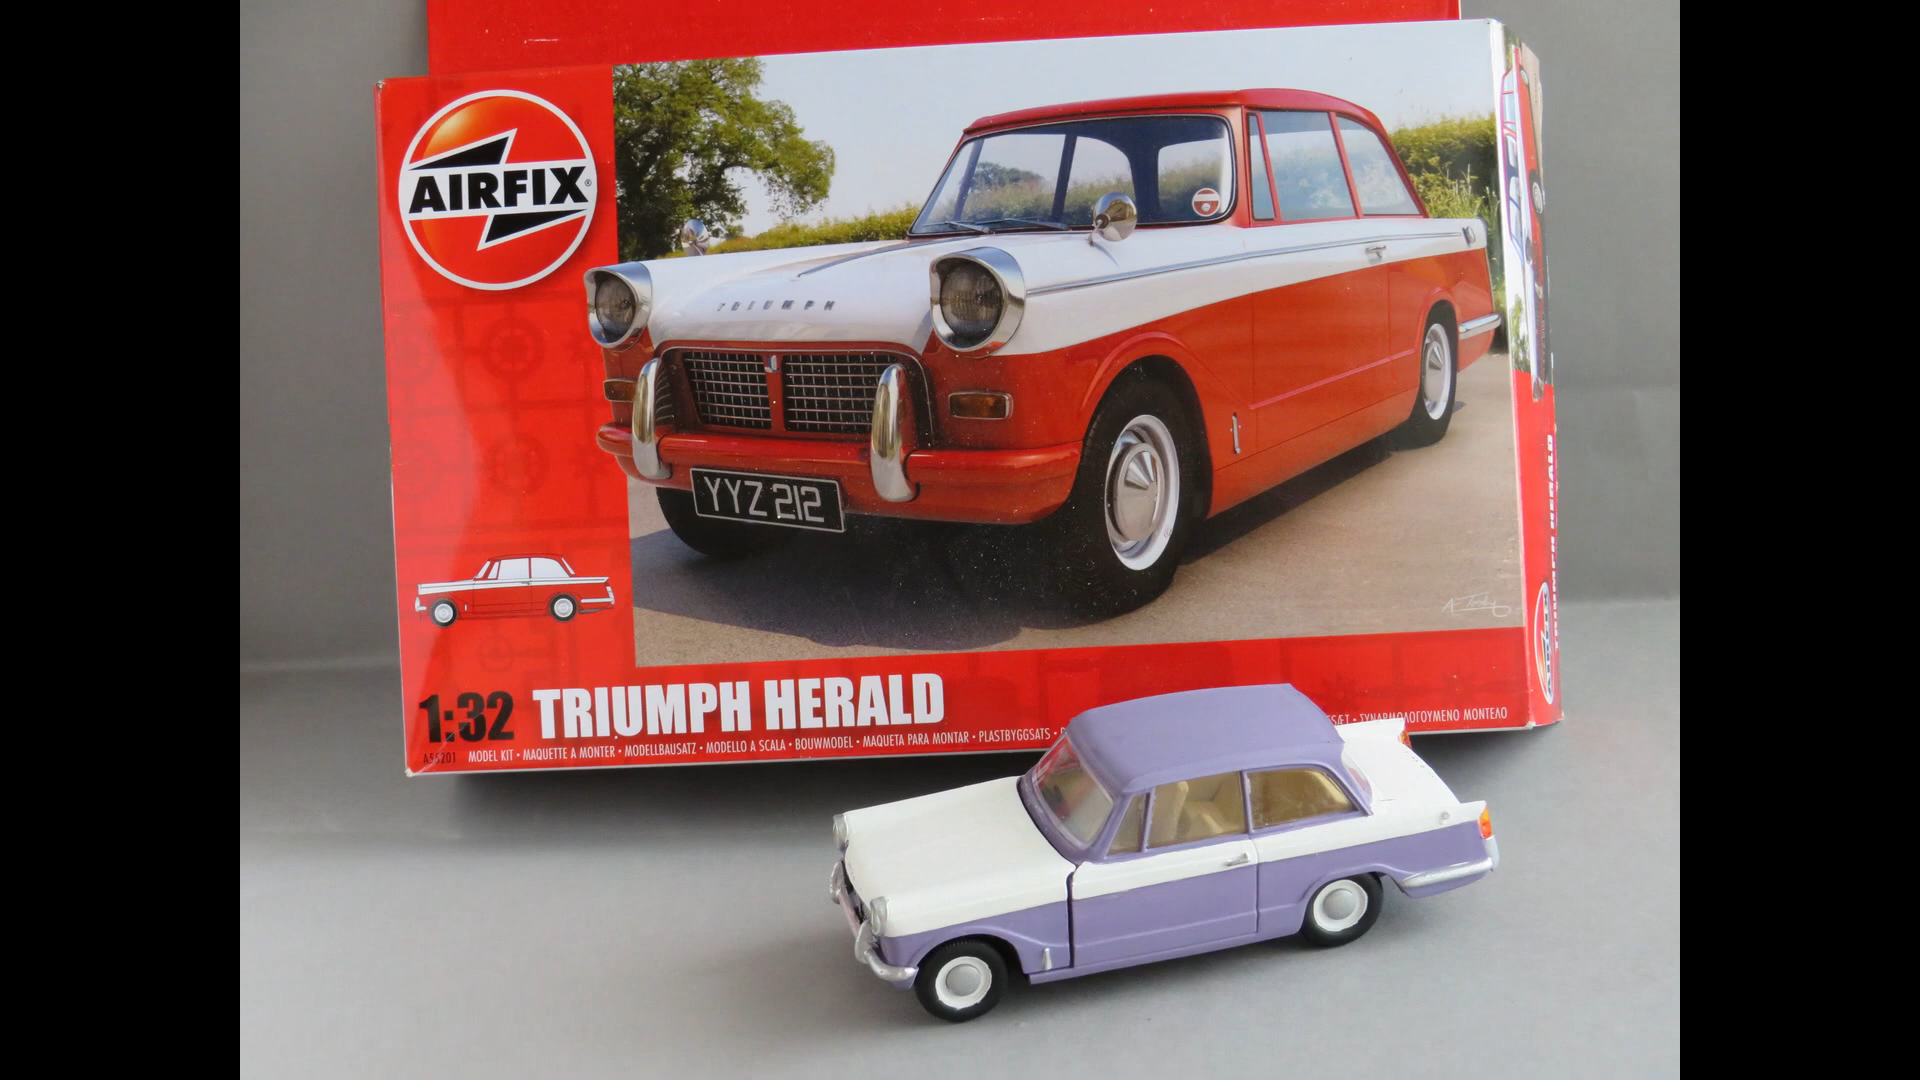 AIRFIX®
TRIUMPH
YYZ 212
1:32 TRIUMPH HERALD
MODEL KIT • MAQUETTE A MONTER • MODELLBAUSATZ • MODELLO A SCALA • BOUWMODEL • MAQUETA PARA MONTAR • PLASTBYGGSATS •
ΣΥΝΑΡΜΟΛΟΓΟΥΜΕΝΟ ΜΟΝΤΕΛΟ
TRIUMPH HERALD
AIRFIX